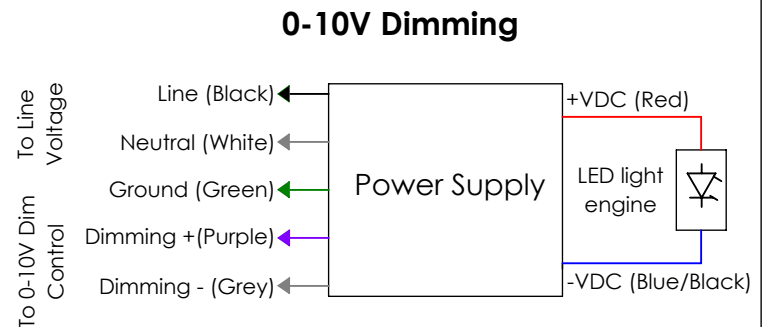 0-10V Dimming
To Line
Voltage
Line (Black)
Neutral (White)
Ground (Green)
To 0-10V Dim
Control
Dimming +(Purple)
Dimming - (Grey)
Power Supply
+VDC (Red)
LED light
engine
-VDC (Blue/Black)